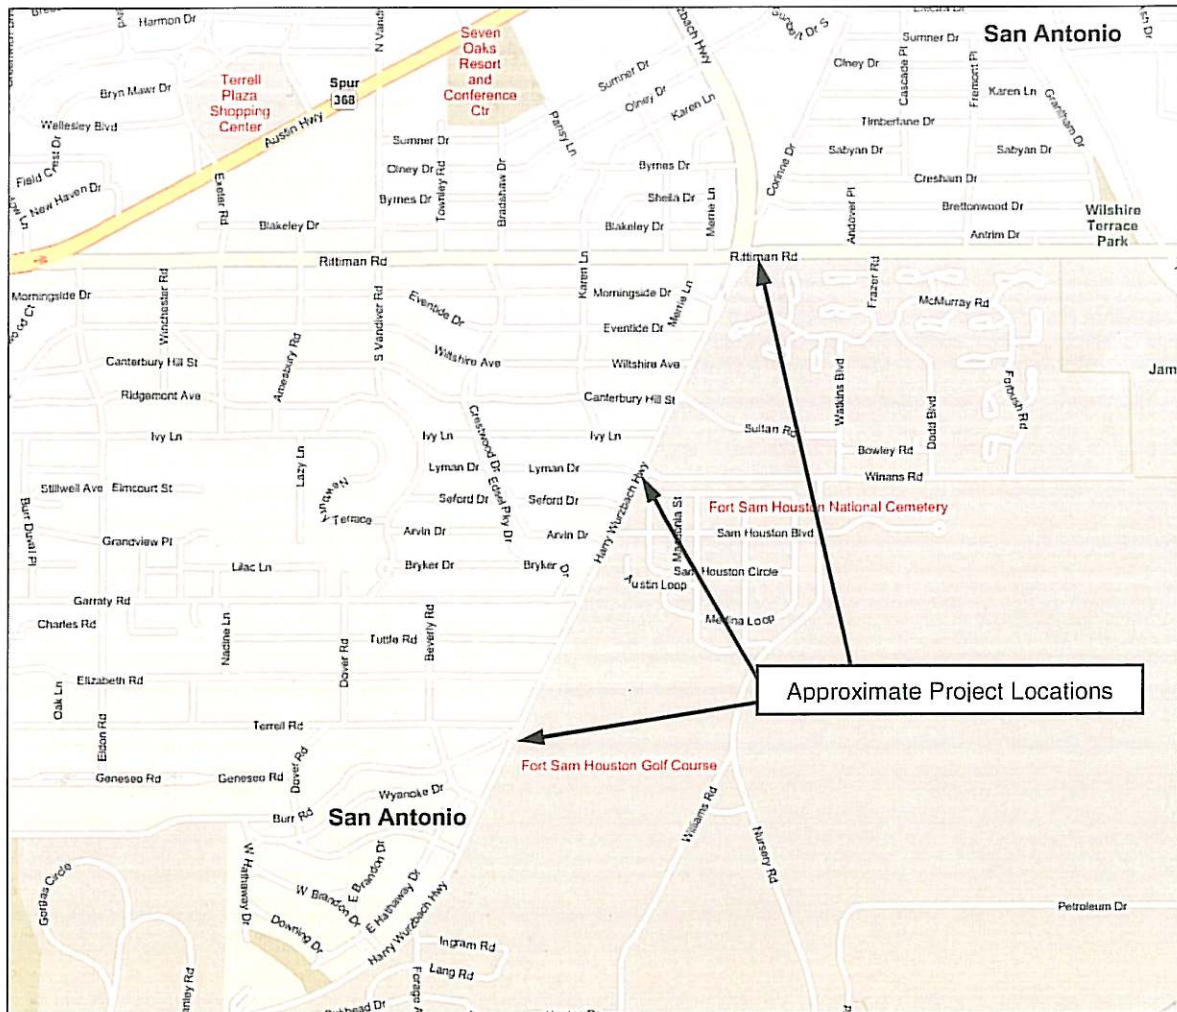 Harmon Dr
N Vandi
San Antonio
Sumner Dr
Seven
Oaks
Resort
and
Conference
Ctr
Spur
368
Terrell
Plaza
Shopping
Center
Austin Hwy
Bryn Mawr Dr
Wellesley Blvd
Field Crest Dr
New Haven Dr
Exeter Rd
Sumner Dr
Olney Dr
Byrnes Dr
Townley Rd
Bradshaw Dr
Pansy Ln
Sumner Dr
Olney Dr
Karen Ln
Byrnes Dr
Sheila Dr
Merrie Ln
Corinne Dr
Olney Dr
Cascade Pl
Fremont Pl
Karen Ln
Grantham Dr
Timberlane Dr
Sabyan Dr
Sabyan Dr
Cresham Dr
Andover Pl
Brettonwood Dr
Antrim Dr
Wilshire
Terrace
Park
Blakeley Dr
Blakeley Dr
Rittiman Rd
Karen Ln
Rittiman Rd
Frazer Rd
McMurray Rd
Morningside Dr
Winchester Rd
Amesbury Rd
S Vandiver Rd
Eventide Dr
Morningside Dr
Merrie Ln
Eventide Dr
Canterbury Hill St
Wiltshire Ave
Wiltshire Ave
Watkins Blvd
Forbush Rd
Jam
Ridgemont Ave
Canterbury Hill St
Crestwood Dr
Sultan Rd
Dodd Blvd
Ivy Ln
Ivy Ln
Ivy Ln
Bowley Rd
Lazy Ln
Lyman Dr
Lyman Dr
Winans Rd
Stillwell Ave
Elmcourt St
Newbury Terrace
Seford Dr
Edsel Pky Dr
Seford Dr
Harry Wurzbach Hwy
Fort Sam Houston National Cemetery
Burr Duval Pl
Grandview Pl
Arvin Dr
Arvin Dr
Sam Houston Blvd
Lilac Ln
Bryker Dr
Bryker Dr
Sam Houston Circle
Austin Loop
Garraty Rd
Charles Rd
Nadine Ln
Dover Rd
Tuttle Rd
Beverly Rd
Medina Loop
Oak Ln
Elizabeth Rd
Approximate Project Locations
Eldon Rd
Terrell Rd
Fort Sam Houston Golf Course
Geneseo Rd
Geneseo Rd
Dover Rd
Wyanoke Dr
Burr Rd
San Antonio
Williams Rd
Nursery Rd
Gorgas Circle
W Hathaway Dr
W Brandon Dr
E Brandon Dr
E Hathaway Dr
Downing Dr
Harry Wurzbach Hwy
Petroleum Dr
Ingram Rd
Lang Rd
Forage A